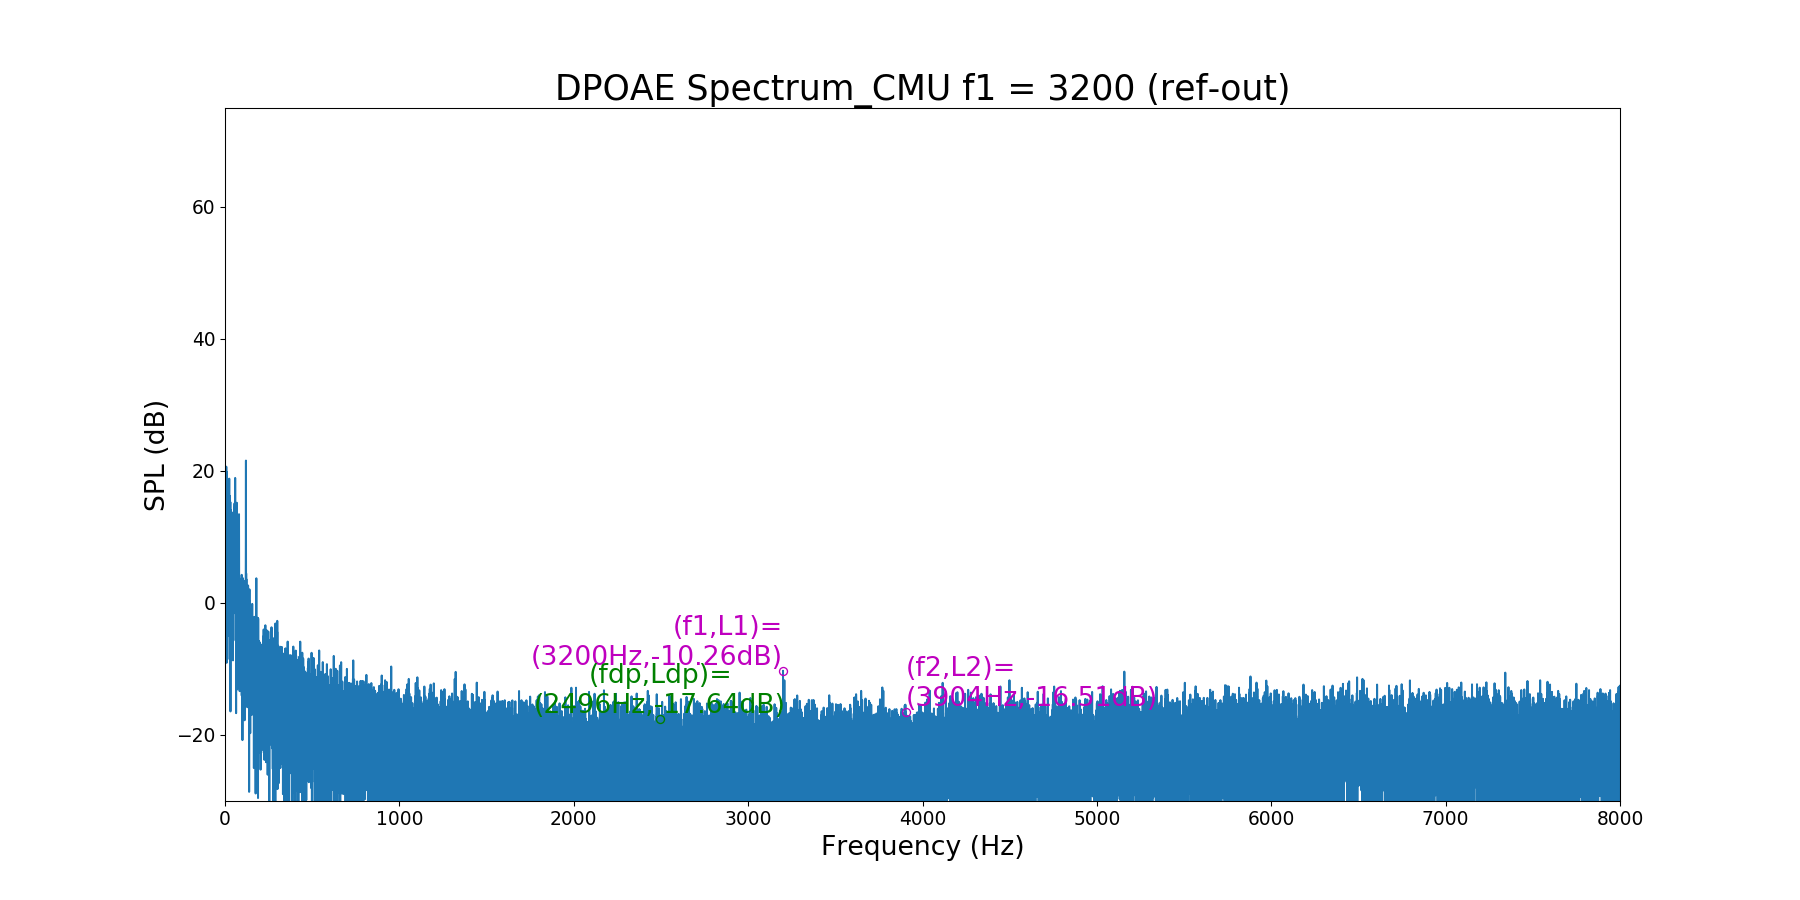 DPOAE Spectrum_CMU f1 = 3200 (ref-out)
SPL (dB)
60
40
20
0
−20
(f1,L1)=
(3200Hz,-10.26dB)
(fdp,Ldp)=
(2496Hz,-17.64dB)
(f2,L2)=
(3904Hz,-16.51dB)
0 1000 2000 3000 4000 5000 6000 7000 8000
Frequency (Hz)